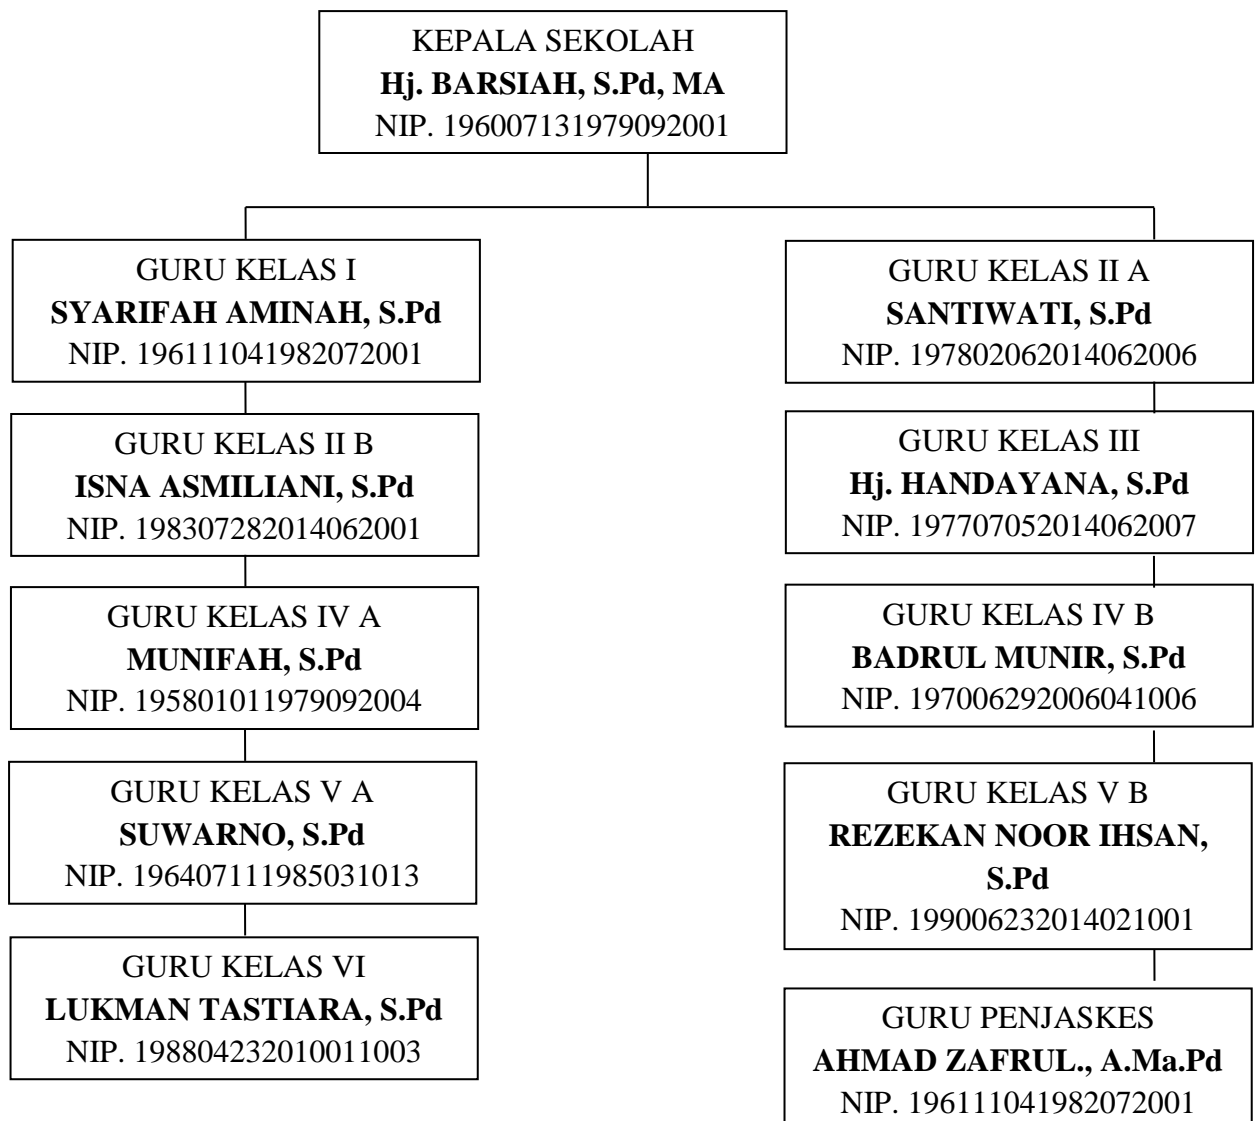 KEPALA SEKOLAH
Hj. BARSIAH, S.Pd, MA
NIP. 196007131979092001
GURU KELAS I
SYARIFAH AMINAH, S.Pd
NIP. 196111041982072001
GURU KELAS II A
SANTIWATI, S.Pd
NIP. 197802062014062006
GURU KELAS II B
ISNA ASMILIANI, S.Pd
NIP. 198307282014062001
GURU KELAS III
Hj. HANDAYANA, S.Pd
NIP. 197707052014062007
GURU KELAS IV A
MUNIFAH, S.Pd
NIP. 195801011979092004
GURU KELAS IV B
BADRUL MUNIR, S.Pd
NIP. 197006292006041006
GURU KELAS V A
SUWARNO, S.Pd
NIP. 196407111985031013
GURU KELAS V B
REZEKAN NOOR IHSAN,
S.Pd
NIP. 199006232014021001
GURU KELAS VI
LUKMAN TASTIARA, S.Pd
NIP. 198804232010011003
GURU PENJASKES
AHMAD ZAFRUL., A.Ma.Pd
NIP. 196111041982072001